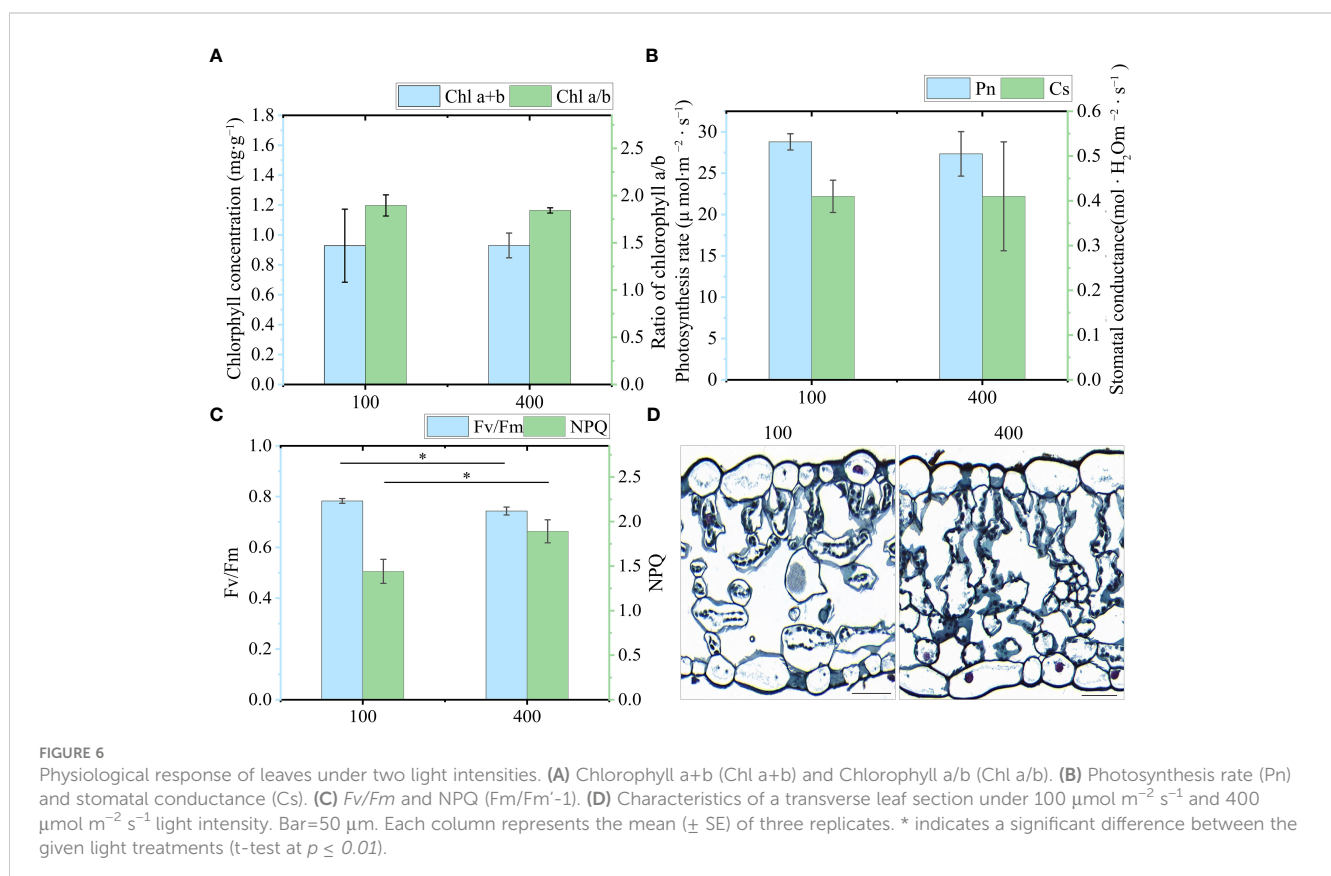 A
Chl a+b Chl a/b
Chlorphyll concentration (mg·g⁻¹)
1.8
1.6
1.4
1.2
1.0
0.8
0.6
0.4
0.2
0.0
2.5
2.0
1.5
1.0
0.5
0.0
Ratio of chlorophyll a/b
100 400
B
Pn Cs
Photosynthesis rate (μ mol·m⁻² · s⁻¹)
30
25
20
15
10
5
0
0.6
0.5
0.4
0.3
0.2
0.1
0.0
Stomatal conductance(mol · H₂Om⁻² · s⁻¹)
100 400
C
Fv/Fm NPQ
Fv/Fm
1.0
0.8
0.6
0.4
0.2
0.0
2.5
2.0
1.5
1.0
0.5
0.0
NPQ
*
*
100 400
D
100 400
FIGURE 6
Physiological response of leaves under two light intensities. (A) Chlorophyll a+b (Chl a+b) and Chlorophyll a/b (Chl a/b). (B) Photosynthesis rate (Pn)
and stomatal conductance (Cs). (C) Fv/Fm and NPQ (Fm/Fm'-1). (D) Characteristics of a transverse leaf section under 100 μmol m⁻² s⁻¹ and 400
μmol m⁻² s⁻¹ light intensity. Bar=50 μm. Each column represents the mean (± SE) of three replicates. * indicates a significant difference between the
given light treatments (t-test at p ≤ 0.01).